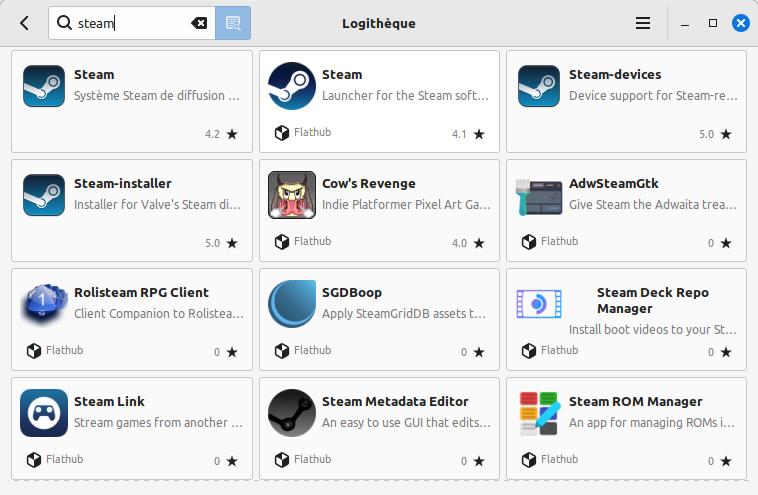 steam
Logithèque
Steam
Système Steam de diffusion ...
4.2
Steam
Launcher for the Steam soft...
Flathub
4.1
Steam-devices
Device support for Steam-re...
5.0
Steam-installer
Installer for Valve's Steam di...
5.0
Cow's Revenge
Indie Platformer Pixel Art Ga...
Flathub
4.0
AdwSteamGtk
Give Steam the Adwaita trea...
Flathub
0
Rolisteam RPG Client
Client Companion to Rolistea...
Flathub
0
SGDBoop
Apply SteamGridDB assets t...
Flathub
0
Steam Deck Repo
Manager
Install boot videos to your St...
Flathub
0
Steam Link
Stream games from another ...
Flathub
0
Steam Metadata Editor
An easy to use GUI that edits...
Flathub
0
Steam ROM Manager
An app for managing ROMs i...
Flathub
0